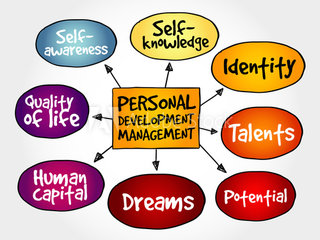 Self-
awareness
Self-
knowledge
Identity
Quality
of life
PERSONAL
DEVELOPMENT
MANAGEMENT
Talents
Human
Capital
Dreams
Potential